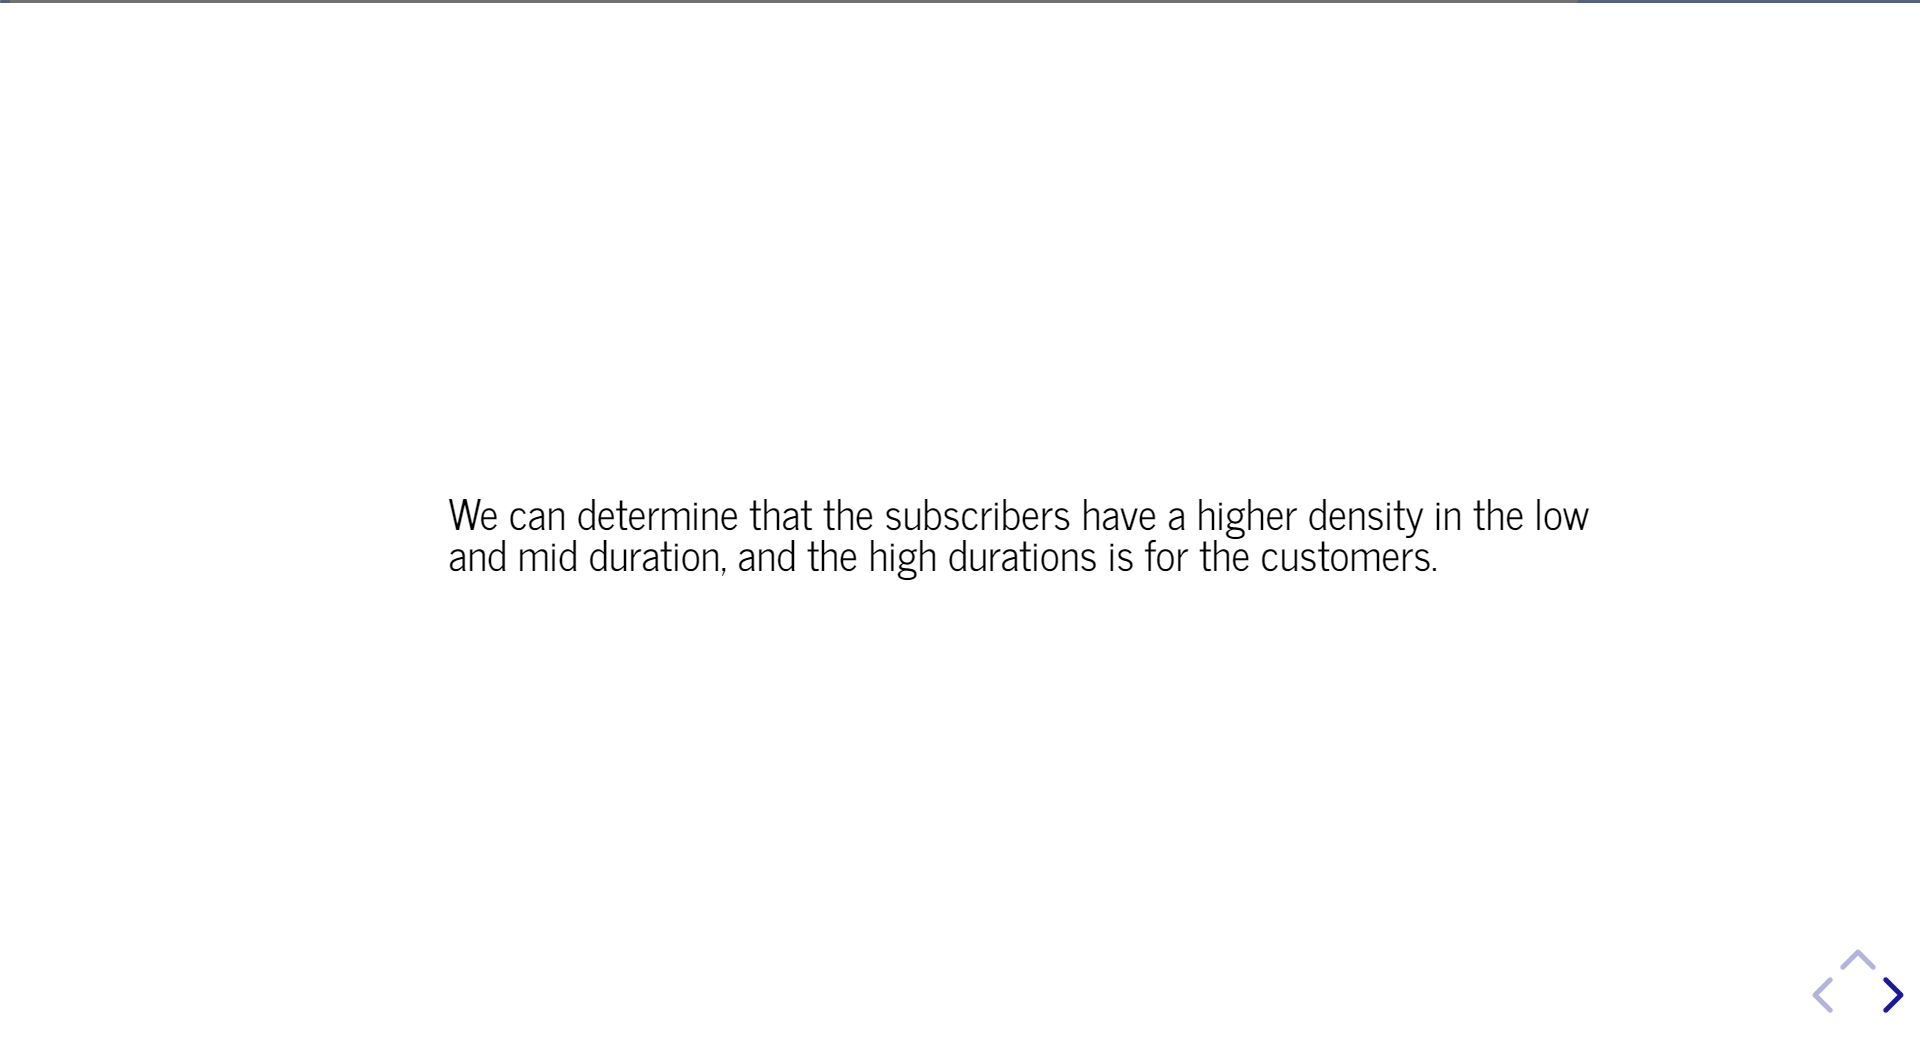 We can determine that the subscribers have a higher density in the low
and mid duration, and the high durations is for the customers.